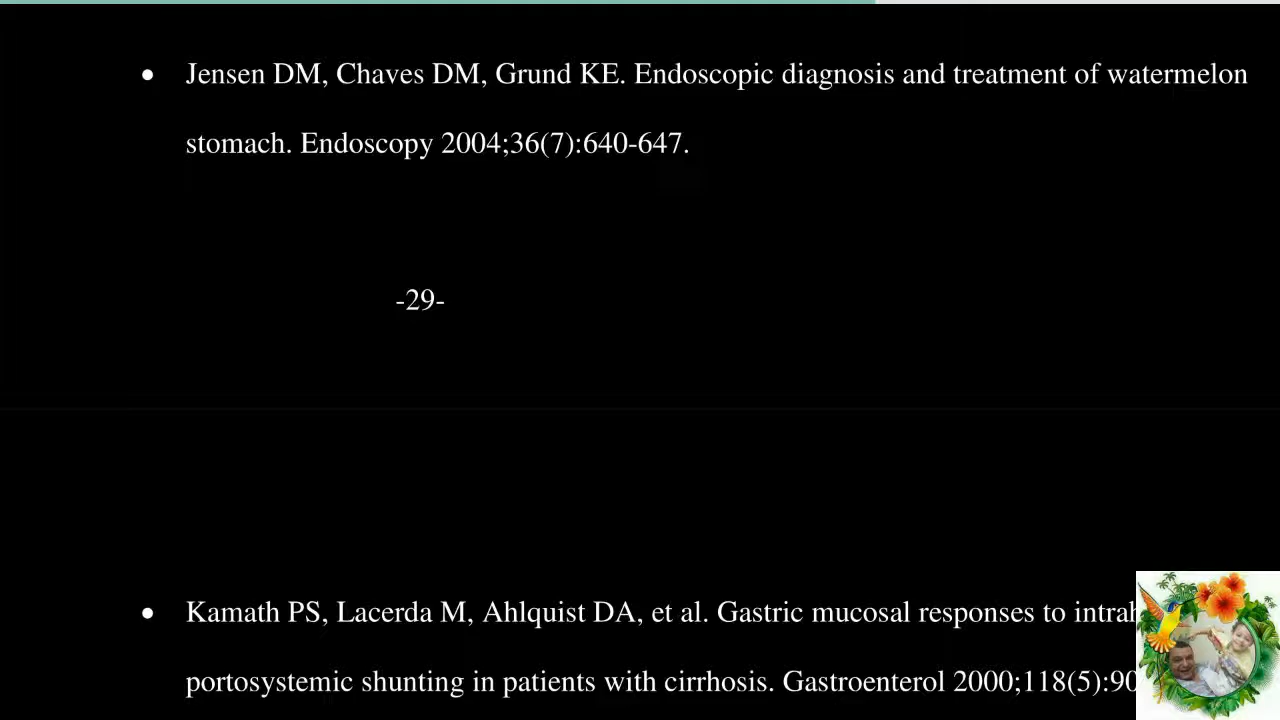 • Jensen DM, Chaves DM, Grund KE. Endoscopic diagnosis and treatment of watermelon
stomach. Endoscopy 2004;36(7):640-647.
-29-
• Kamath PS, Lacerda M, Ahlquist DA, et al. Gastric mucosal responses to
portosystemic shunting in patients with cirrhosis. Gastroenterol 2000;118(5):90